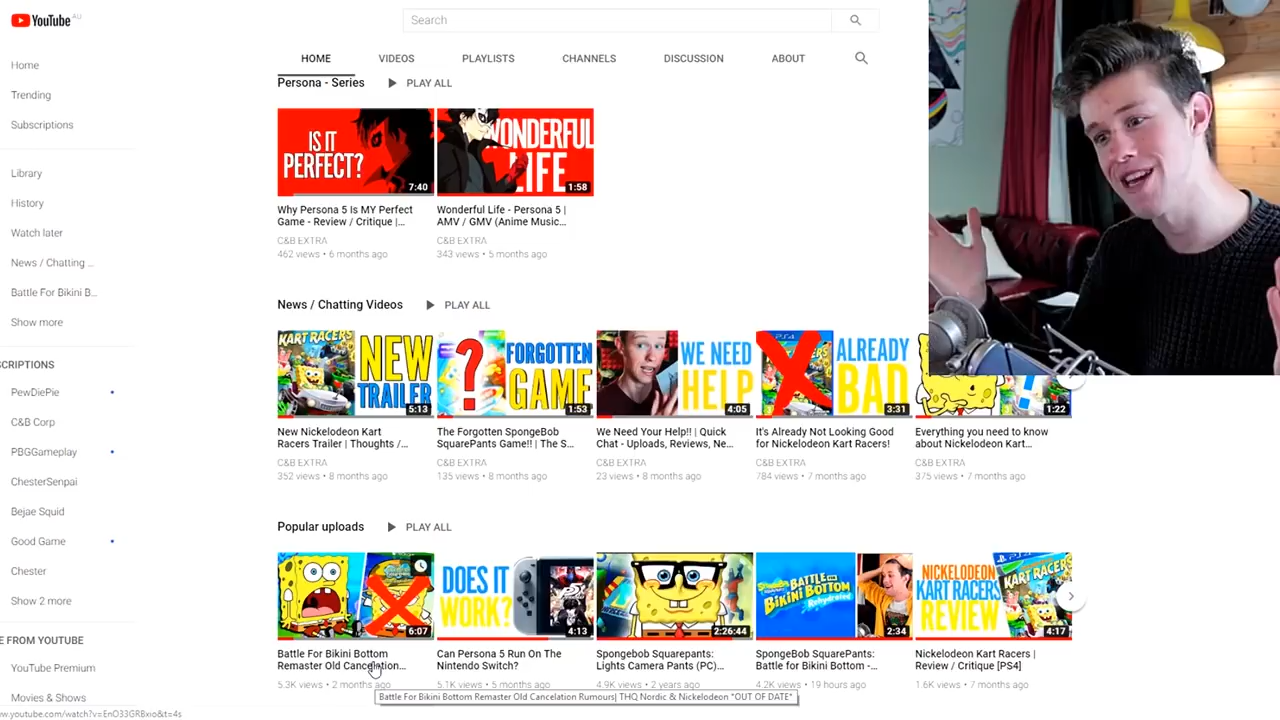 YouTube AU
Search
Home
Trending
Subscriptions
Library
History
Watch later
News / Chatting ...
Battle For Bikini B...
Show more
CRIPTIONS
PewDiePie
C&B Corp
PBGGameplay
ChesterSenpai
Bejae Squid
Good Game
Chester
Show 2 more
E FROM YOUTUBE
YouTube Premium
Movies & Shows
HOME VIDEOS PLAYLISTS CHANNELS DISCUSSION ABOUT
Persona - Series PLAY ALL
IS IT
PERFECT?
7:40
WONDERFUL
LIFE
1:58
Why Persona 5 Is MY Perfect
Game - Review / Critique |...
C&B EXTRA
462 views • 6 months ago
Wonderful Life - Persona 5 |
AMV / GMV (Anime Music...
C&B EXTRA
343 views • 5 months ago
News / Chatting Videos PLAY ALL
KART RACERS
NEW
TRAILER
5:13
?
FORGOTTEN
GAME
1:53
WE NEED
HELP
4:05
PS4
ALREADY
BAD
3:31
1:22
New Nickelodeon Kart
Racers Trailer | Thoughts /...
C&B EXTRA
352 views • 8 months ago
The Forgotten SpongeBob
SquarePants Game!! | The S...
C&B EXTRA
135 views • 8 months ago
We Need Your Help!! | Quick
Chat - Uploads, Reviews, Ne...
C&B EXTRA
23 views • 8 months ago
It's Already Not Looking Good
for Nickelodeon Kart Racers!
C&B EXTRA
784 views • 7 months ago
Everything you need to know
about Nickelodeon Kart...
C&B EXTRA
375 views • 7 months ago
Popular uploads PLAY ALL
6:07
DOES IT
WORK?
4:13
2:26:44
BATTLE FOR
BIKINI BOTTOM
Rehydrated
2:34
NICKELODEON
KART RACERS
REVIEW
KART RACERS
4:17
Battle For Bikini Bottom
Remaster Old Cancelation...
5.3K views • 2 months ago
Can Persona 5 Run On The
Nintendo Switch?
5.1K views • 5 months ago
Spongebob Squarepants:
Lights Camera Pants (PC)...
4.9K views • 2 years ago
SpongeBob SquarePants:
Battle for Bikini Bottom -...
4.2K views • 19 hours ago
Nickelodeon Kart Racers |
Review / Critique [PS4]
1.6K views • 7 months ago
Battle For Bikini Bottom Remaster Old Cancelation Rumours| THQ Nordic & Nickelodeon *OUT OF DATE*
ww.youtube.com/watch?v=EnO33GRBxio&t=4s